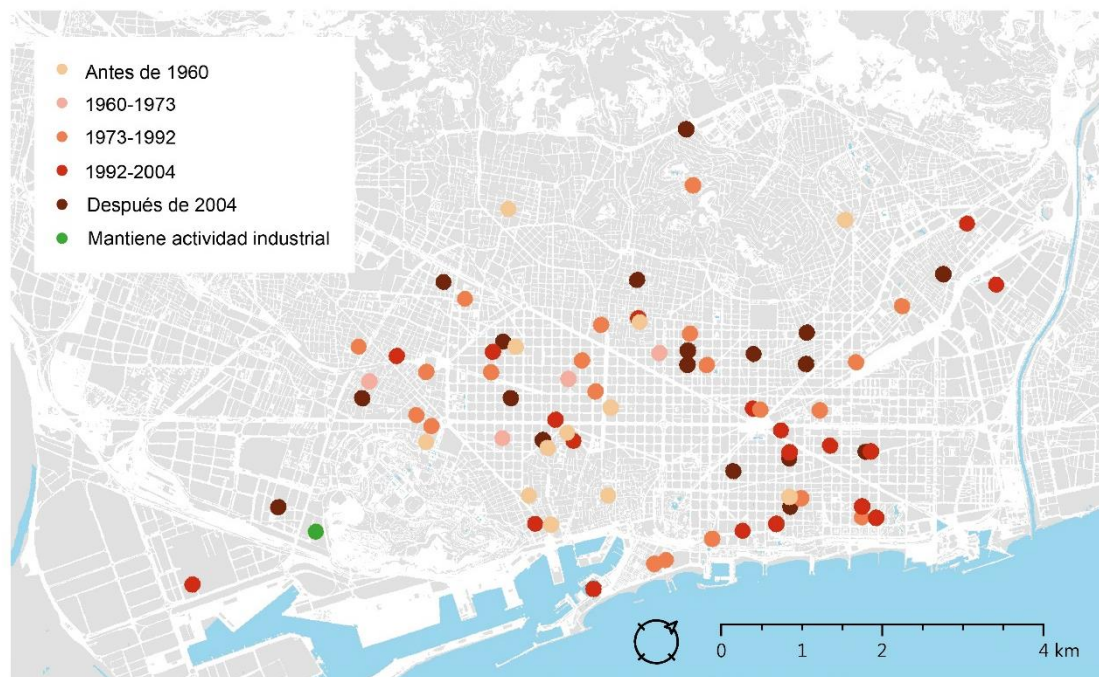 Antes de 1960
1960-1973
1973-1992
1992-2004
Después de 2004
Mantiene actividad industrial
0 1 2 4 km